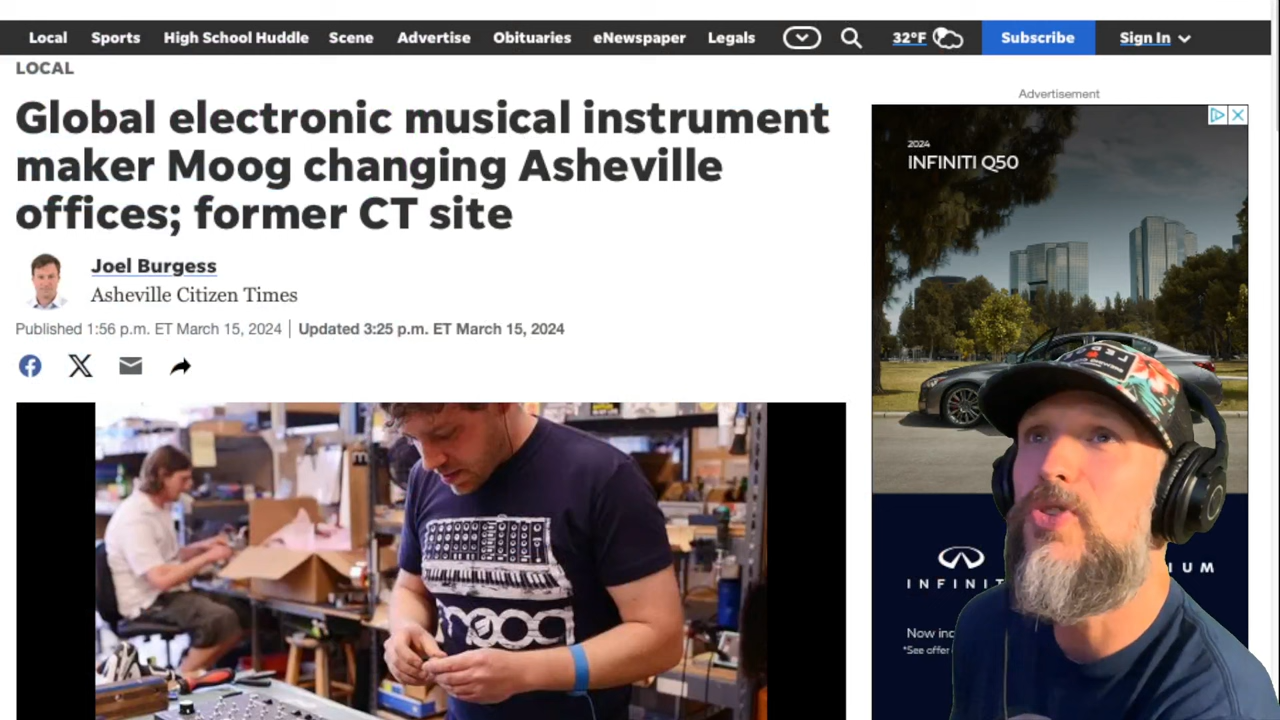 Local Sports High School Huddle Scene Advertise Obituaries eNewspaper Legals 32°F Subscribe Sign In
LOCAL
Global electronic musical instrument
maker Moog changing Asheville
offices; former CT site
Joel Burgess
Asheville Citizen Times
Published 1:56 p.m. ET March 15, 2024 | Updated 3:25 p.m. ET March 15, 2024
moog
Advertisement
2024
INFINITI Q50
INFINIT
IUM
Now inc
*See offer